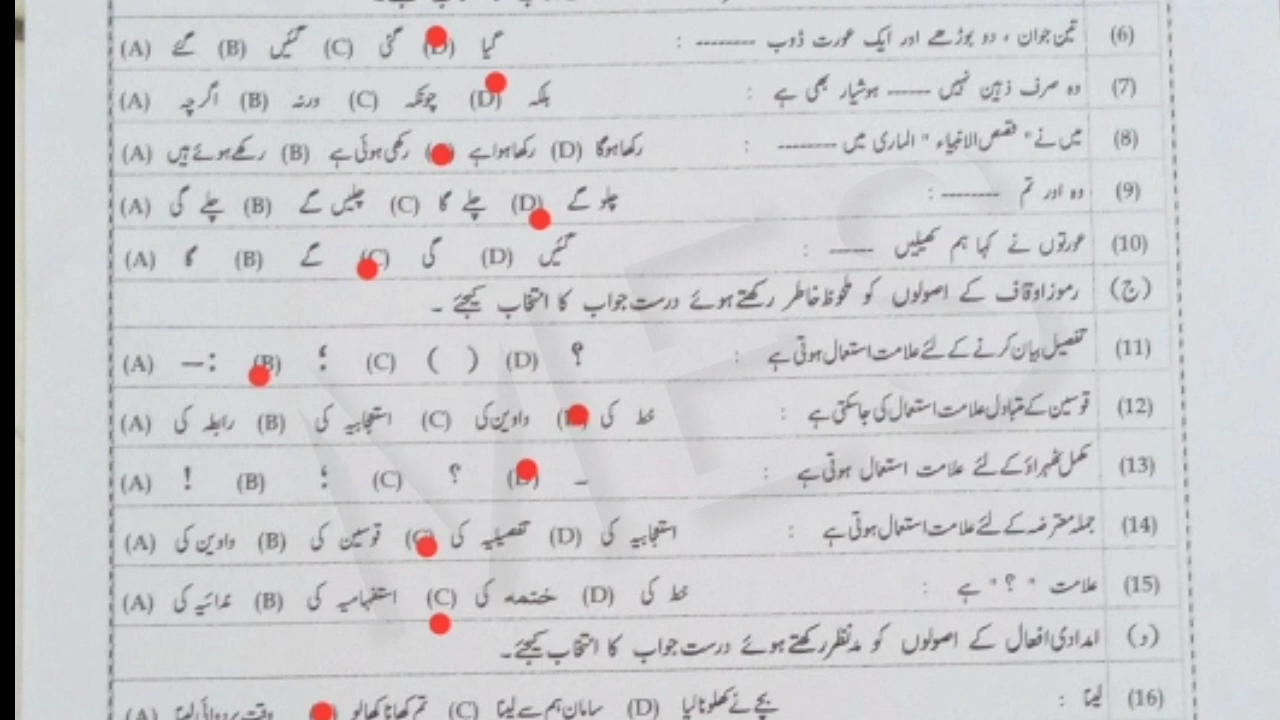 (6) تین جوان ، دو بوڑھے اور ایک عورت ڈوب -------- : (A) گئے (B) گئیں (C) گئی (D) گیا
(7) وہ صرف ذہین نہیں ------ ہوشیار بھی ہے : (A) اگرچہ (B) ورنہ (C) چونکہ (D) بلکہ
(8) میں نے " قصص الانبیاء " الماری میں -------- : (A) رکھے ہوئے ہیں (B) رکھی ہوئی ہے رکھا ہوا ہے (D) رکھا ہوگا
(9) وہ اور تم -------- : (A) چلے گی (B) چلیں گے (C) چلے گا (D) چلو گے
(10) عورتوں نے کہا ہم کھیلیں ------ : (A) گا (B) گے (C) گی (D) گئیں
(ج) رموز اوقاف کے اصولوں کو ملحوظ خاطر رکھتے ہوئے درست جواب کا انتخاب کیجئے ۔
(11) تفصیل بیان کرنے کے لئے علامت استعمال ہوتی ہے : (A) :— (B) ؛ (C) ( ) (D) ؟
(12) قوسین کے متبادل علامت استعمال کی جاسکتی ہے : (A) رابطہ کی (B) استعجابیہ کی (C) واوین کی (D) خط کی
(13) مکمل ٹھہراؤ کے لئے علامت استعمال ہوتی ہے : (A) ! (B) ؛ (C) ؟ (D) ۔
(14) جملہ معترضہ کے لئے علامت استعمال ہوتی ہے : (A) واوین کی (B) قوسین کی (C) تفصیلیہ کی (D) استعجابیہ کی
(15) علامت " ؟ " ہے : (A) ندائیہ کی (B) استفہامیہ کی (C) ختمہ کی (D) خط کی
(د) امدادی افعال کے اصولوں کو مدنظر رکھتے ہوئے درست جواب کا انتخاب کیجئے۔
(16) لینا : (A) تم کھانا کھالو (C) سامان ہم سے لینا (D) بچے نے کھلونا لیا
MES